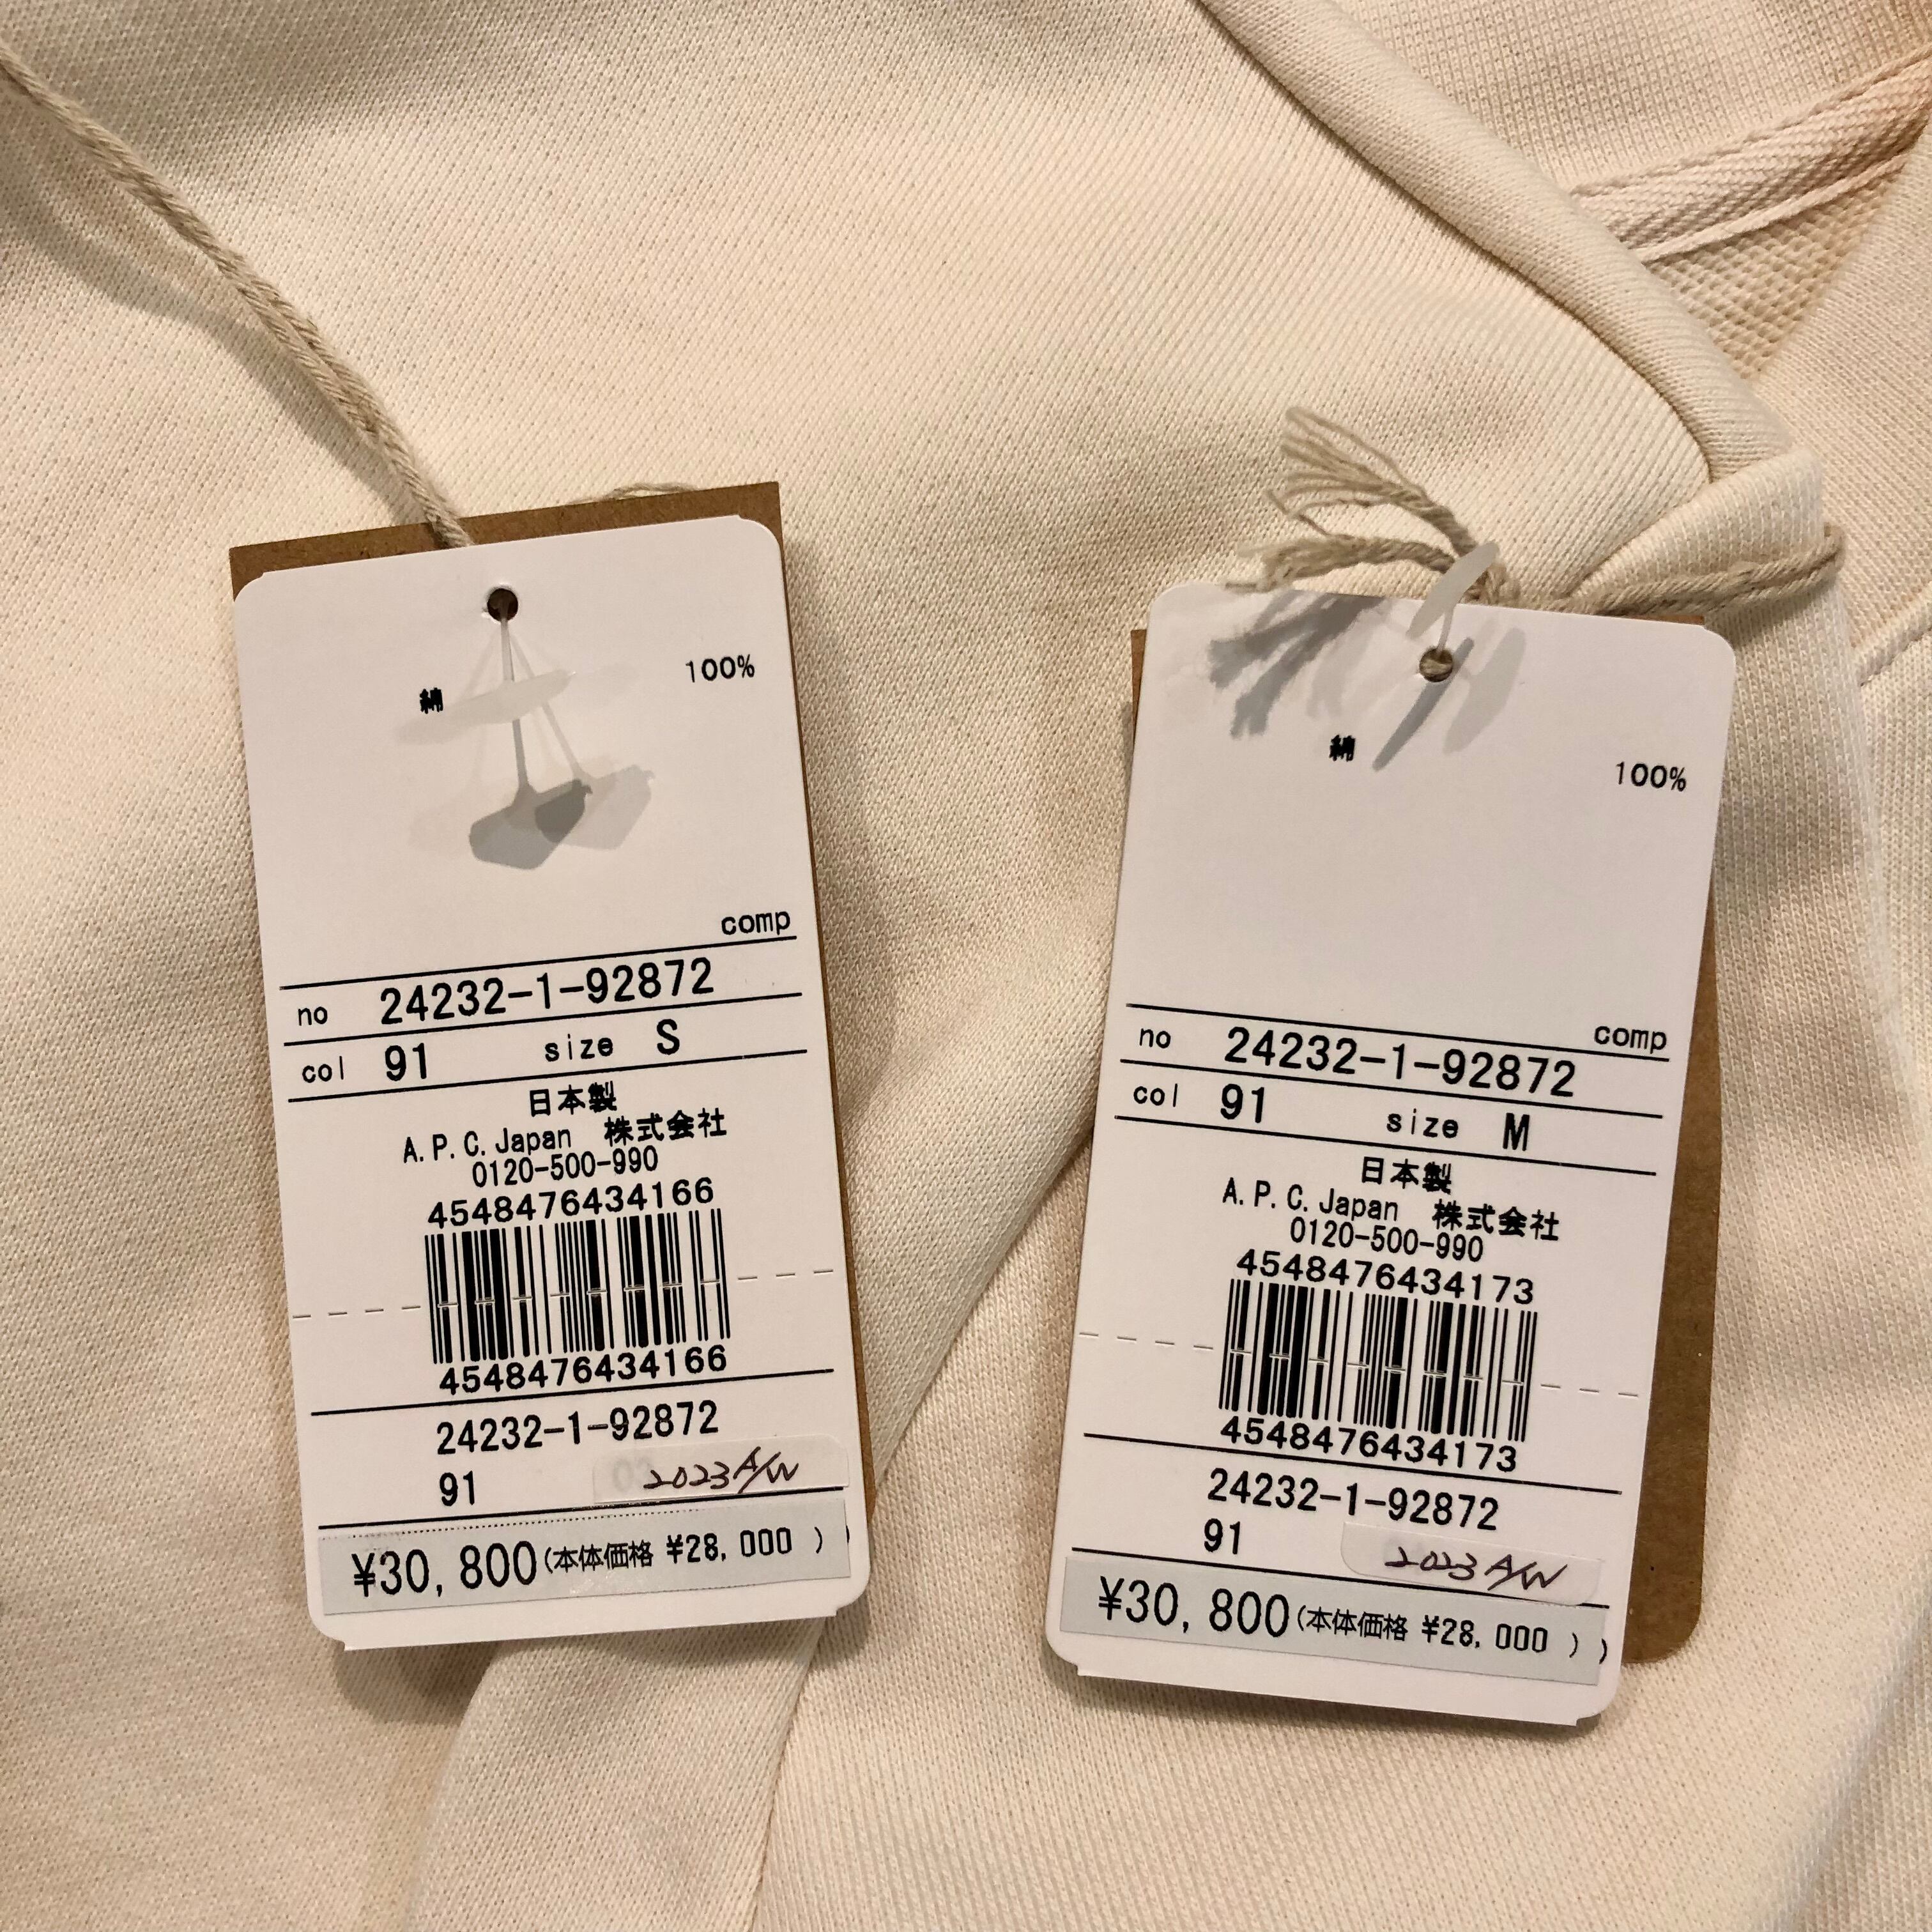 綿 100%
comp
no 24232-1-92872
col 91 size S
日本製
A.P.C. Japan 株式会社
0120-500-990
4548476434166
4548476434166
24232-1-92872
91 2023 A/W
¥30,800(本体価格 ¥28,000 )
綿 100%
comp
no 24232-1-92872
col 91 size M
日本製
A.P.C. Japan 株式会社
0120-500-990
4548476434173
4548476434173
24232-1-92872
91 2023 A/W
¥30,800(本体価格 ¥28,000 )